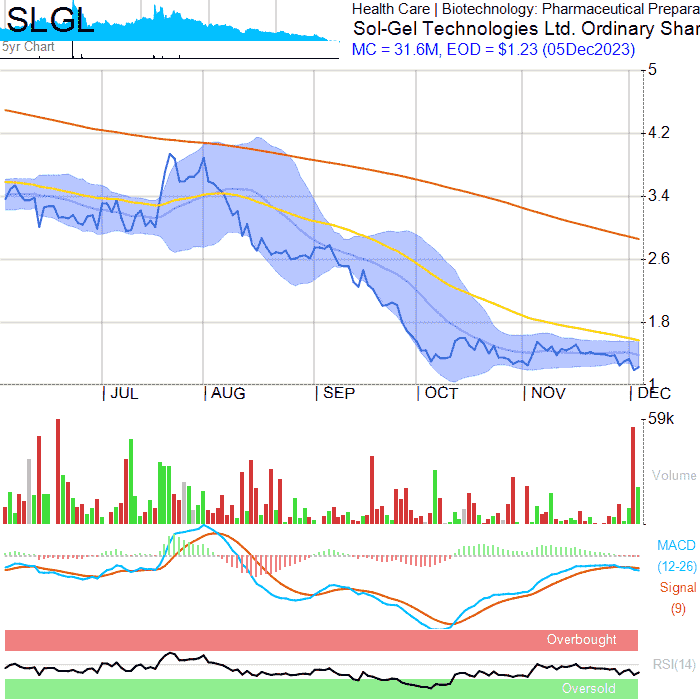 SLGL
5yr Chart
Health Care | Biotechnology: Pharmaceutical Prepara
Sol-Gel Technologies Ltd. Ordinary Shar
MC = 31.6M, EOD = $1.23 (05Dec2023)
5
4.2
3.4
2.6
1.8
1
JUL AUG SEP OCT NOV DEC
59k
Volume
MACD
(12-26)
Signal
(9)
Overbought
RSI(14)
Oversold